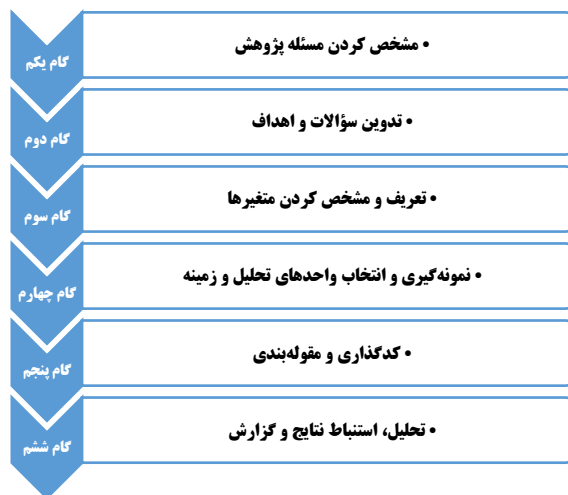 گام یکم
• مشخص کردن مسئله پژوهش
گام دوم
• تدوین سؤالات و اهداف
گام سوم
• تعریف و مشخص کردن متغیرها
گام چهارم
• نمونه‌گیری و انتخاب واحدهای تحلیل و زمینه
گام پنجم
• کدگذاری و مقوله‌بندی
گام ششم
• تحلیل، استنباط نتایج و گزارش